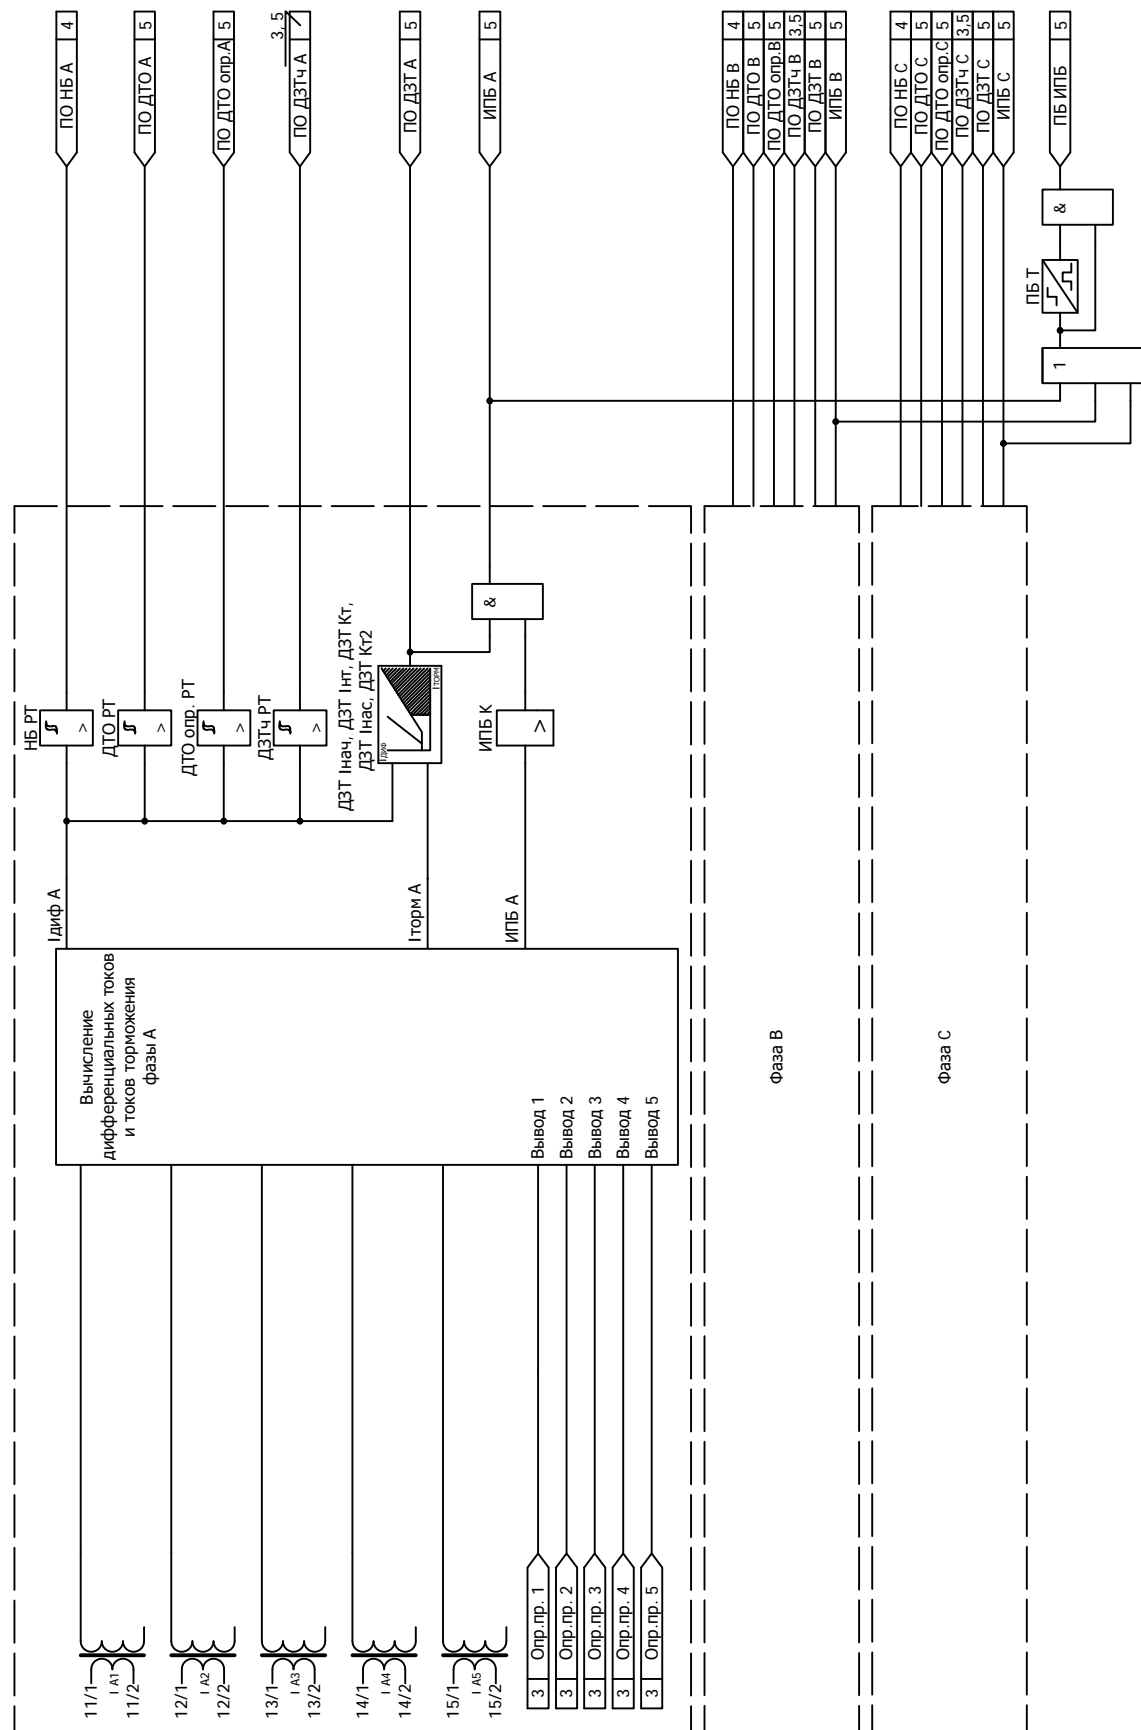 4
ПО НБ А
5
ПО ДТО А
5
ПО ДТО опр.А
3, 5
ПО ДЗТч А
5
ПО ДЗТ А
5
ИПБ А
4
ПО НБ В
5
ПО ДТО В
5
ПО ДТО опр.В
3,5
ПО ДЗТч В
5
ПО ДЗТ В
5
ИПБ В
4
ПО НБ С
5
ПО ДТО С
5
ПО ДТО опр.С
3,5
ПО ДЗТч С
5
ПО ДЗТ С
5
ИПБ С
5
ПБ ИПБ
&
ПБ Т
1
&
НБ РТ
>
ДТО РТ
>
ДТО опр. РТ
>
ДЗТч РТ
>
ДЗТ Iнач, ДЗТ Iнт, ДЗТ Кт,
ДЗТ Iнас, ДЗТ Кт2
Iдиф
Iторм
ИПБ К
>
Iдиф А
Iторм А
ИПБ А
Вычисление
дифференциальных токов
и токов торможения
фазы А
Вывод 1
Вывод 2
Вывод 3
Вывод 4
Вывод 5
Фаза В
Фаза С
11/1
I А1
11/2
12/1
I А2
12/2
13/1
I А3
13/2
14/1
I А4
14/2
15/1
I А5
15/2
3
Опр.пр. 1
3
Опр.пр. 2
3
Опр.пр. 3
3
Опр.пр. 4
3
Опр.пр. 5